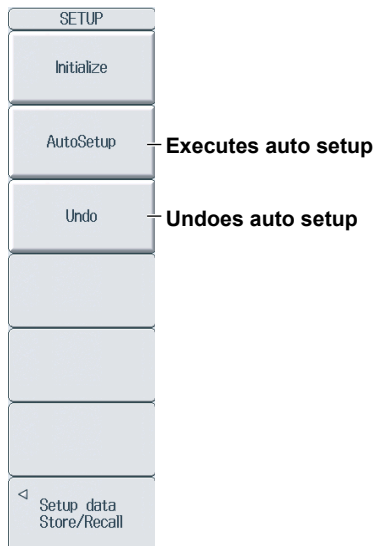 SETUP
Initialize
AutoSetup
Executes auto setup
Undo
Undoes auto setup
Setup data
Store/Recall